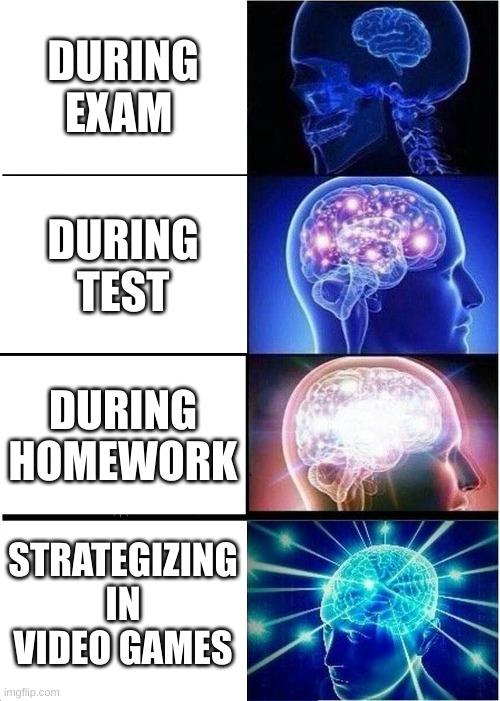 DURING
EXAM
DURING
TEST
DURING
HOMEWORK
STRATEGIZING
IN
VIDEO GAMES
imgflip.com